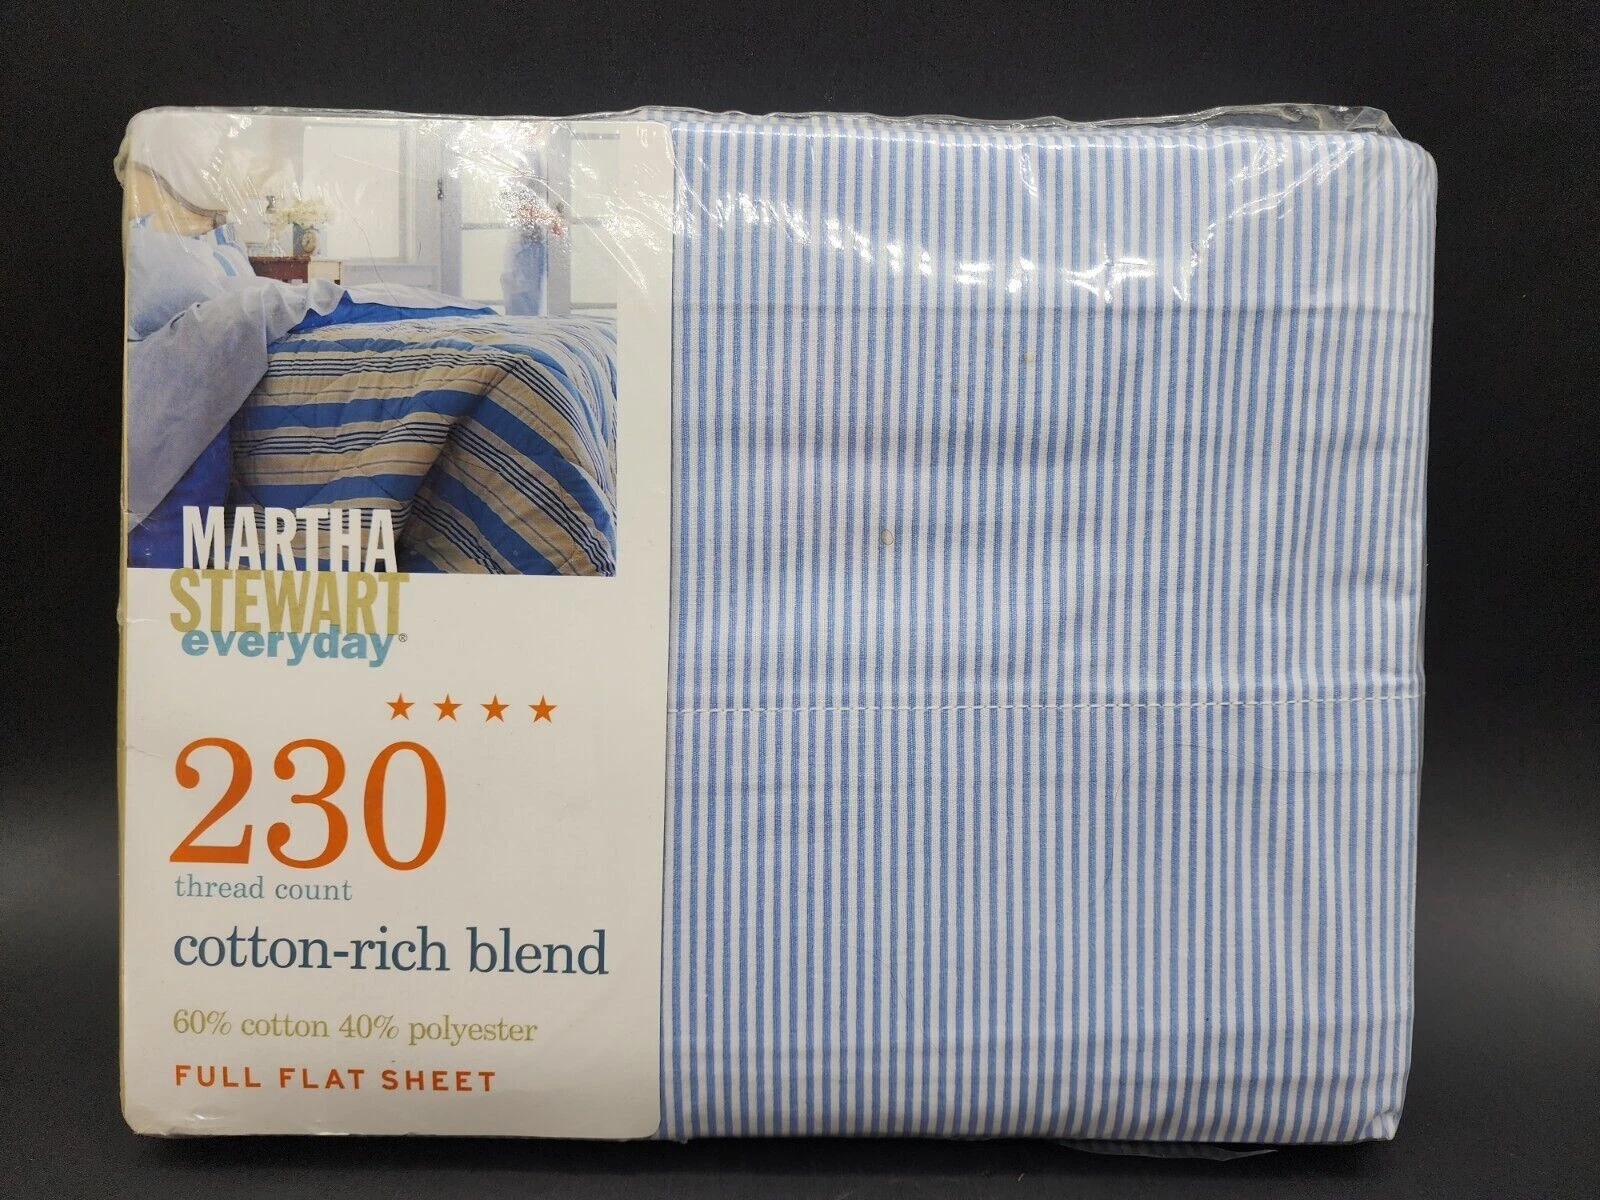 MARTHA
STEWART
everyday®
230
thread count
cotton-rich blend
60% cotton 40% polyester
FULL FLAT SHEET